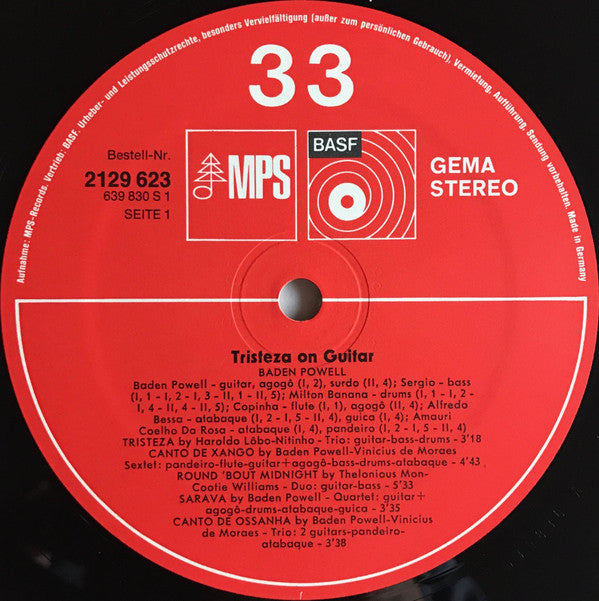 Aufnahme: MPS-Records. Vertrieb: BASF. Urheber- und Leistungsschutzrechte, besonders Vervielfältigung (außer zum persönlichen Gebrauch), Vermietung, Aufführung, Sendung vorbehalten. Made in Germany
33
Bestell-Nr.
2129 623
639 830 S 1
SEITE 1
MPS
BASF
GEMA
STEREO
Tristeza on Guitar
BADEN POWELL
Baden Powell - guitar, agogô (I, 2), surdo (II, 4); Sergio - bass
(I, 1 - I, 2 - I, 3 - II, 1 - II, 5); Milton Banana - drums (I, 1 - I, 2 -
I, 4 - II, 4 - II, 5); Copinha - flute (I, 1), agogô (II, 4); Alfredo
Bessa - atabaque (I, 2 - I, 5 - II, 4), guica (I, 4); Amauri
Coelho Da Rosa - atabaque (I, 4), pandeiro (I, 2 - I, 5 - II, 4)
TRISTEZA by Haroldo Lôbo-Nitinho - Trio: guitar-bass-drums - 3'18
CANTO DE XANGO by Baden Powell-Vinicius de Moraes
Sextet: pandeiro-flute-guitar+agogô-bass-drums-atabaque - 4'43
ROUND 'BOUT MIDNIGHT by Thelonious Mon-
Cootie Williams - Duo: guitar-bass - 5'33
SARAVA by Baden Powell - Quartet: guitar+
agogô-drums-atabaque-guica - 3'35
CANTO DE OSSANHA by Baden Powell-Vinicius
de Moraes - Trio: 2 guitars-pandeiro-
atabaque - 3'38